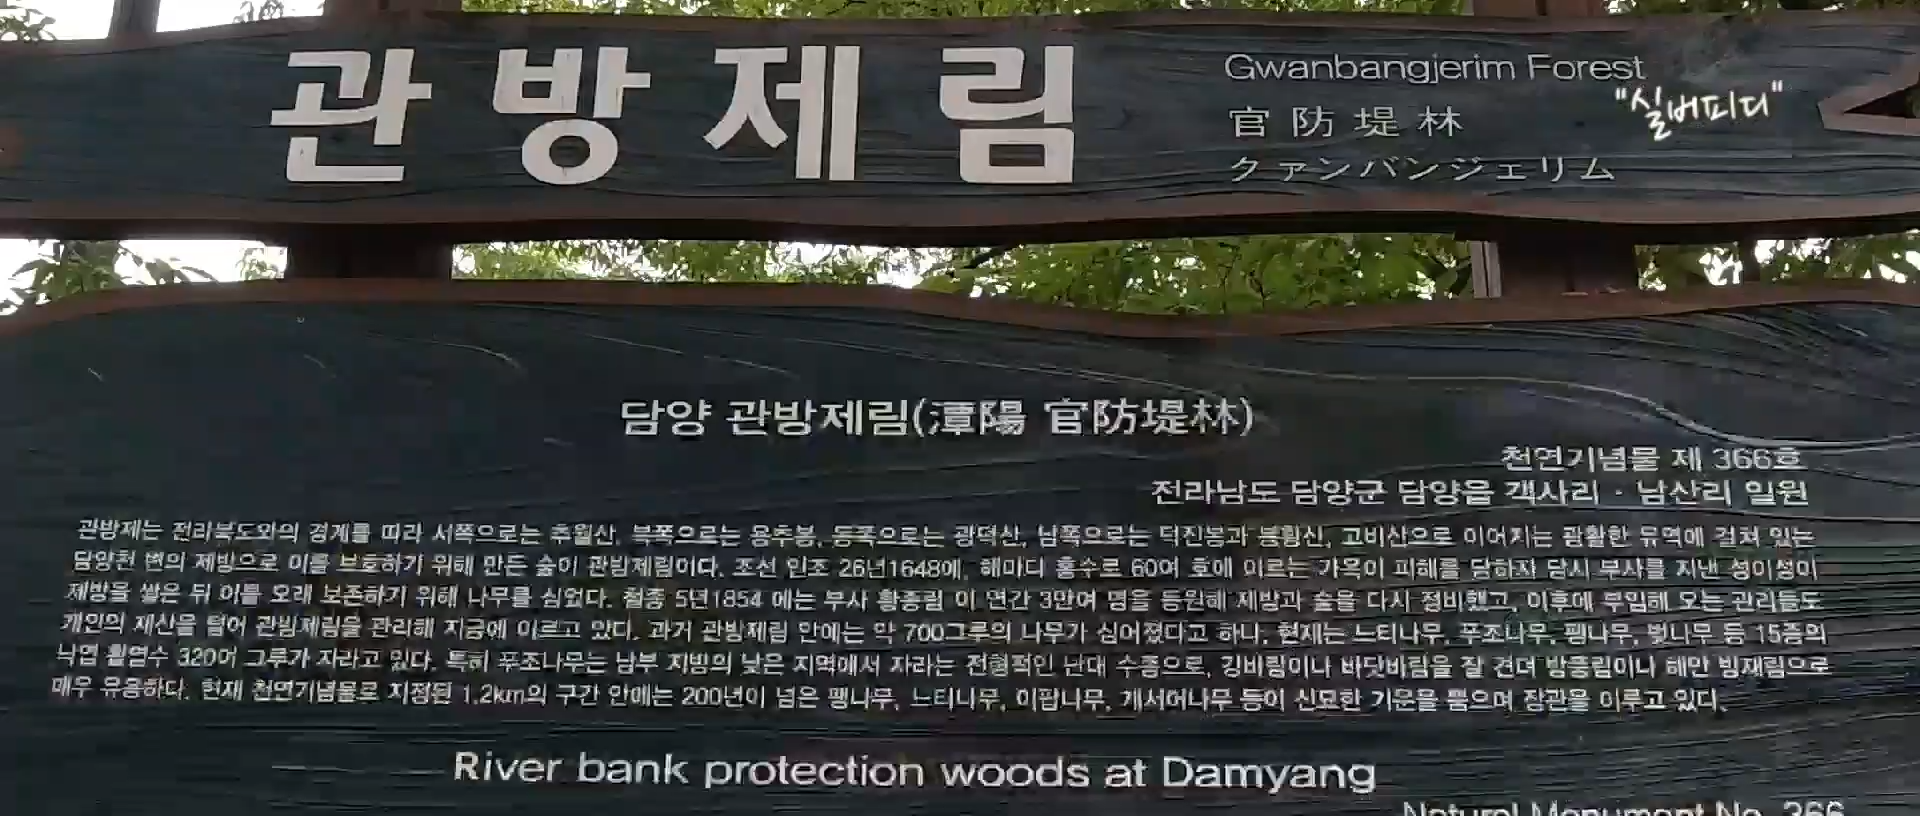 관방제림
Gwanbangjerim Forest
"실버피디"
官防堤林
クァンバンジェリム
담양 관방제림(潭陽 官防堤林)
천연기념물 제 366호
전라남도 담양군 담양읍 객사리 · 남산리 일원
관방제는 전라북도와의 경계를 따라 서쪽으로는 추월산, 북쪽으로는 용추봉, 동쪽으로는 광덕산, 남쪽으로는 덕진봉과 봉황산, 고비산으로 이어지는 광활한 유역에 걸쳐 있는
담양천 변의 제방으로 이를 보호하기 위해 만든 숲이 관방제림이다. 조선 인조 26년1648에, 해마다 홍수로 60여 호에 이르는 가옥이 피해를 당하자 당시 부사를 지낸 성이성이
제방을 쌓은 뒤 이를 오래 보존하기 위해 나무를 심었다. 철종 5년1854 에는 부사 황종림 이 연간 3만여 명을 동원해 제방과 숲을 다시 정비했고, 이후에 부임해 오는 관리들도
개인의 재산을 털어 관방제림을 관리해 지금에 이르고 있다. 과거 관방제림 안에는 약 700그루의 나무가 심어졌다고 하나, 현재는 느티나무, 푸조나무, 팽나무, 벚나무 등 15종의
낙엽 활엽수 320여 그루가 자라고 있다. 특히 푸조나무는 남부 지방의 낮은 지역에서 자라는 전형적인 난대 수종으로, 강바람이나 바닷바람을 잘 견뎌 방풍림이나 해안 방재림으로
매우 유용하다. 현재 천연기념물로 지정된 1.2km의 구간 안에는 200년이 넘은 팽나무, 느티나무, 이팝나무, 개서어나무 등이 신묘한 기운을 뿜으며 장관을 이루고 있다.
River bank protection woods at Damyang
Natural Monument No. 366